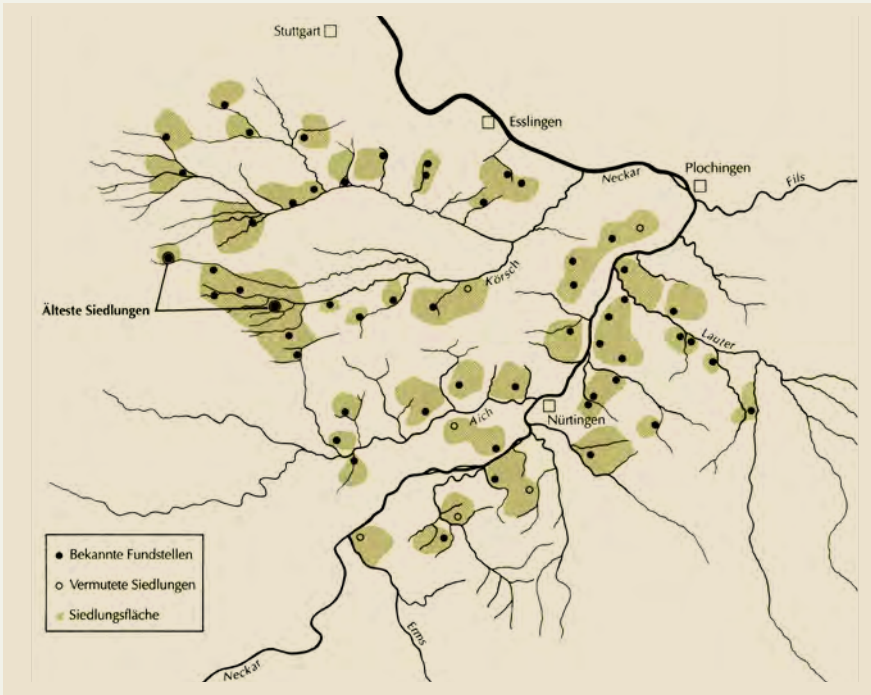 Stuttgart
Esslingen
Plochingen
Neckar
Fils
Körsch
Älteste Siedlungen
Lauter
Nürtingen
Aich
Bekannte Fundstellen
Vermutete Siedlungen
Siedlungsfläche
Erms
Neckar